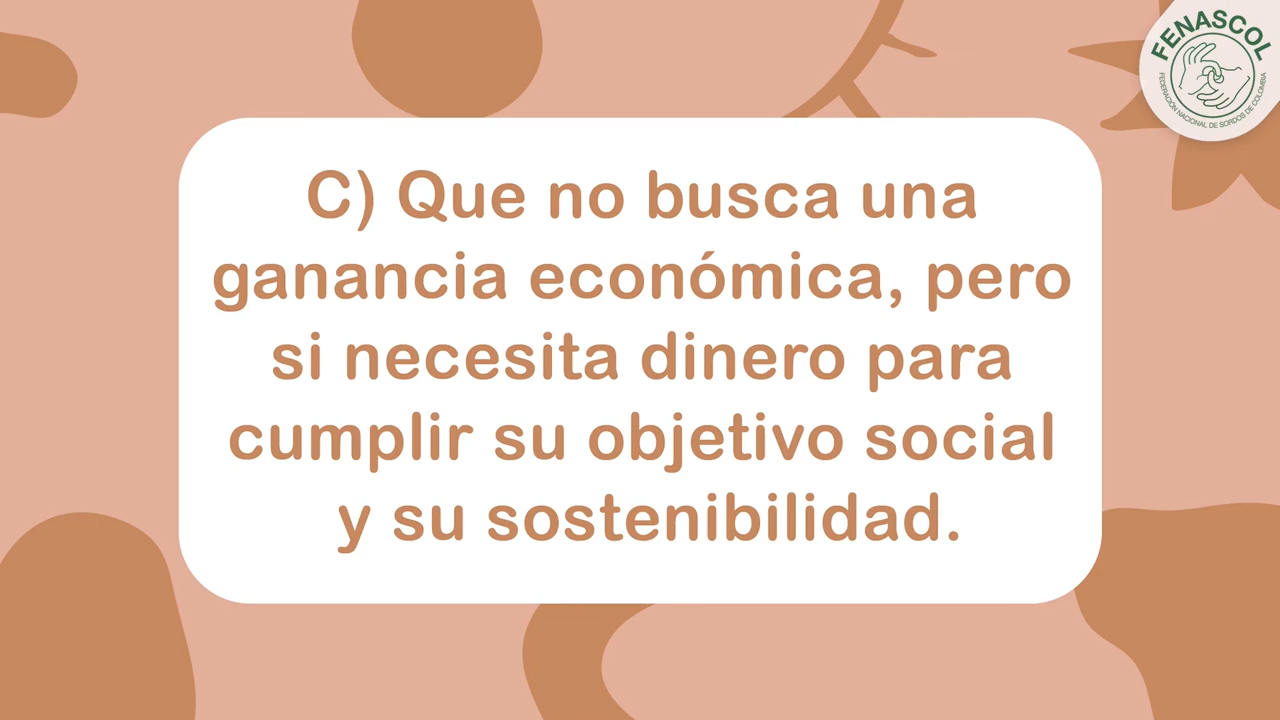 FENASCOL
FEDERACIÓN NACIONAL DE SORDOS DE COLOMBIA
C) Que no busca una
ganancia económica, pero
si necesita dinero para
cumplir su objetivo social
y su sostenibilidad.